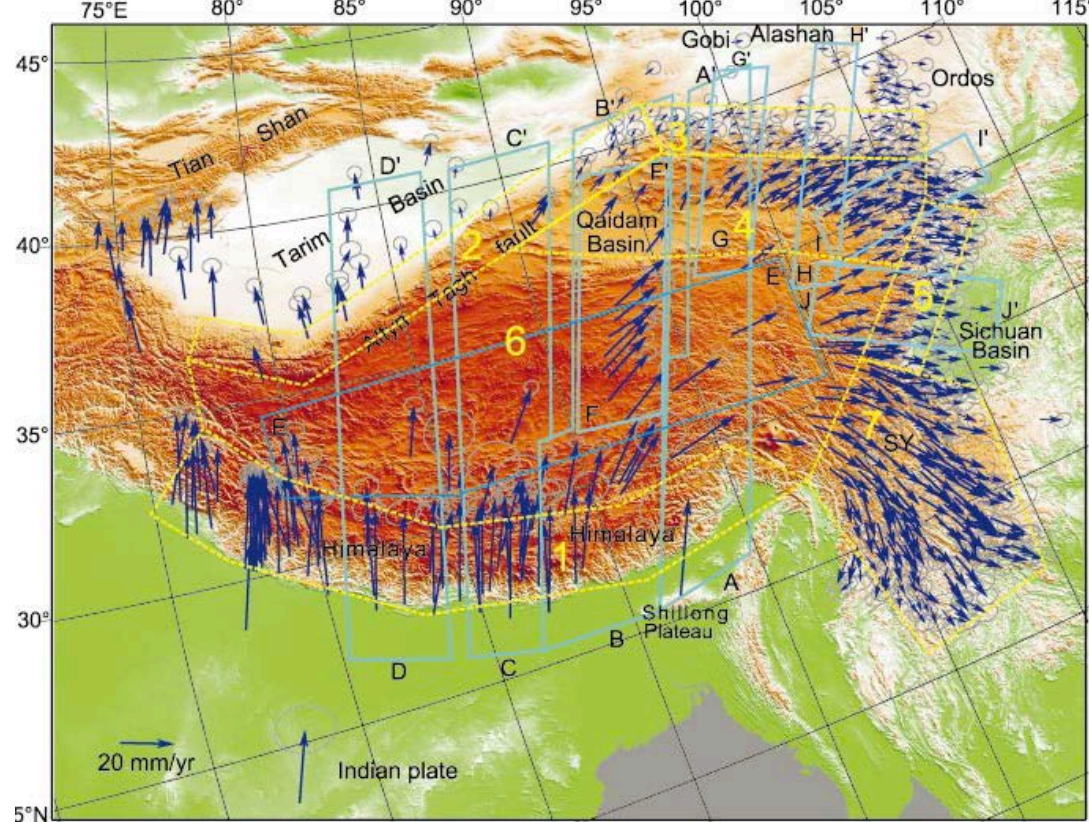 75°E 80° 85° 90° 95° 100° 105° 110° 115°
45°
40°
35°
30°
5°N
Gobi Alashan H'
G'
A'
Ordos
B'
Tian Shan
C'
3
I'
D'
F'
Tarim Basin
2
Qaidam
Basin
4
G
I
Altyn Tagh fault
E' H
J
5
J'
6
Sichuan
Basin
F
7
E
SY
Himalaya Himalaya
1
A
Shillong
Plateau
B
D C
20 mm/yr
Indian plate